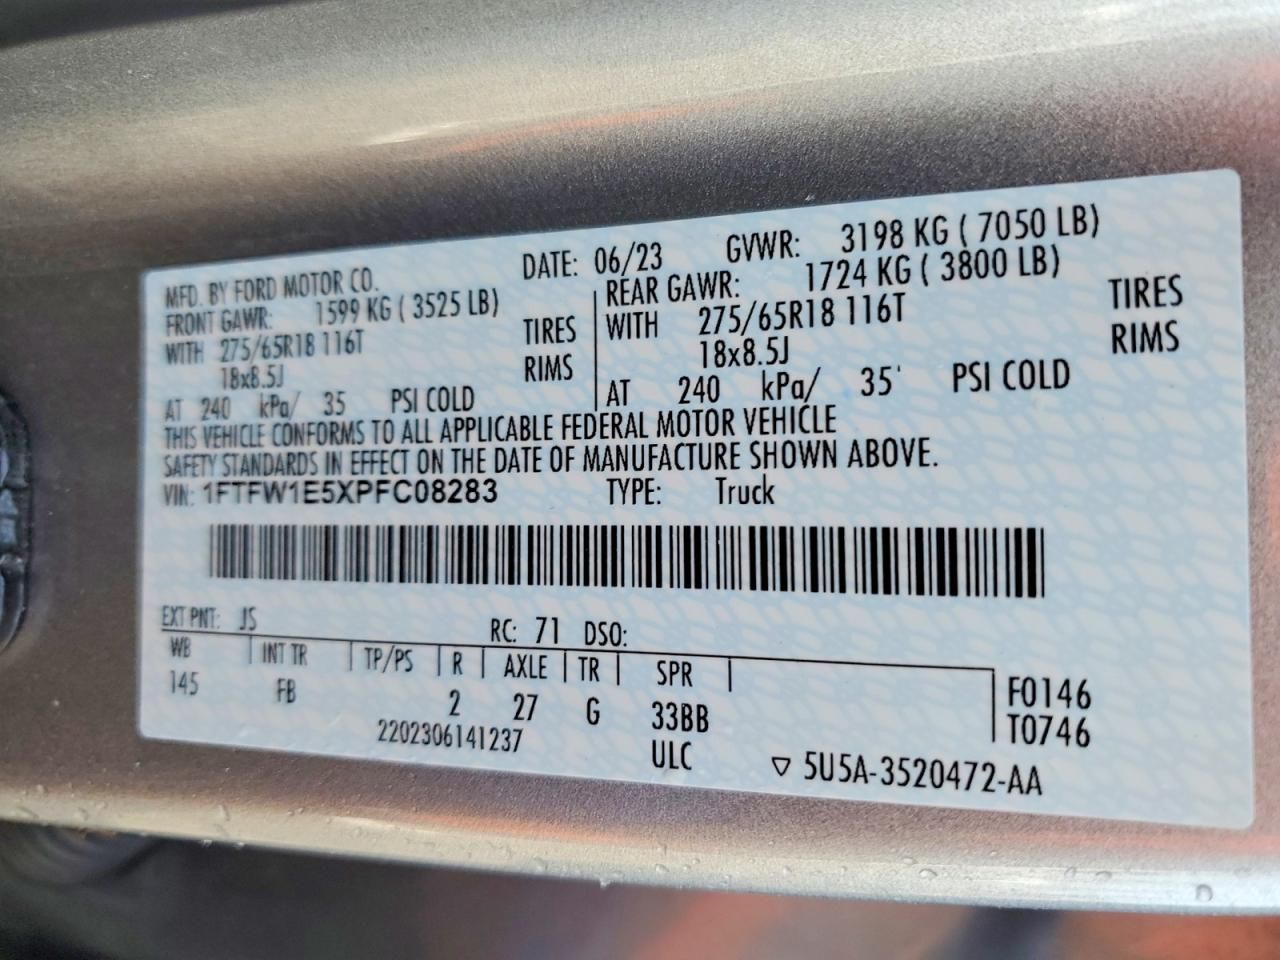 MFD. BY FORD MOTOR CO. DATE: 06/23 GVWR: 3198 KG ( 7050 LB)
FRONT GAWR: 1599 KG ( 3525 LB) REAR GAWR: 1724 KG ( 3800 LB)
WITH 275/65R18 116T TIRES WITH 275/65R18 116T TIRES
18x8.5J RIMS 18x8.5J RIMS
AT 240 kPa/ 35 PSI COLD AT 240 kPa/ 35 PSI COLD
THIS VEHICLE CONFORMS TO ALL APPLICABLE FEDERAL MOTOR VEHICLE
SAFETY STANDARDS IN EFFECT ON THE DATE OF MANUFACTURE SHOWN ABOVE.
VIN: 1FTFW1E5XPFC08283 TYPE: Truck
EXT PNT: JS RC: 71 DSO:
WB INT TR TP/PS R AXLE TR SPR
145 FB 2 27 G 33BB F0146
T0746
2202306141237 ULC ▽ 5U5A-3520472-AA